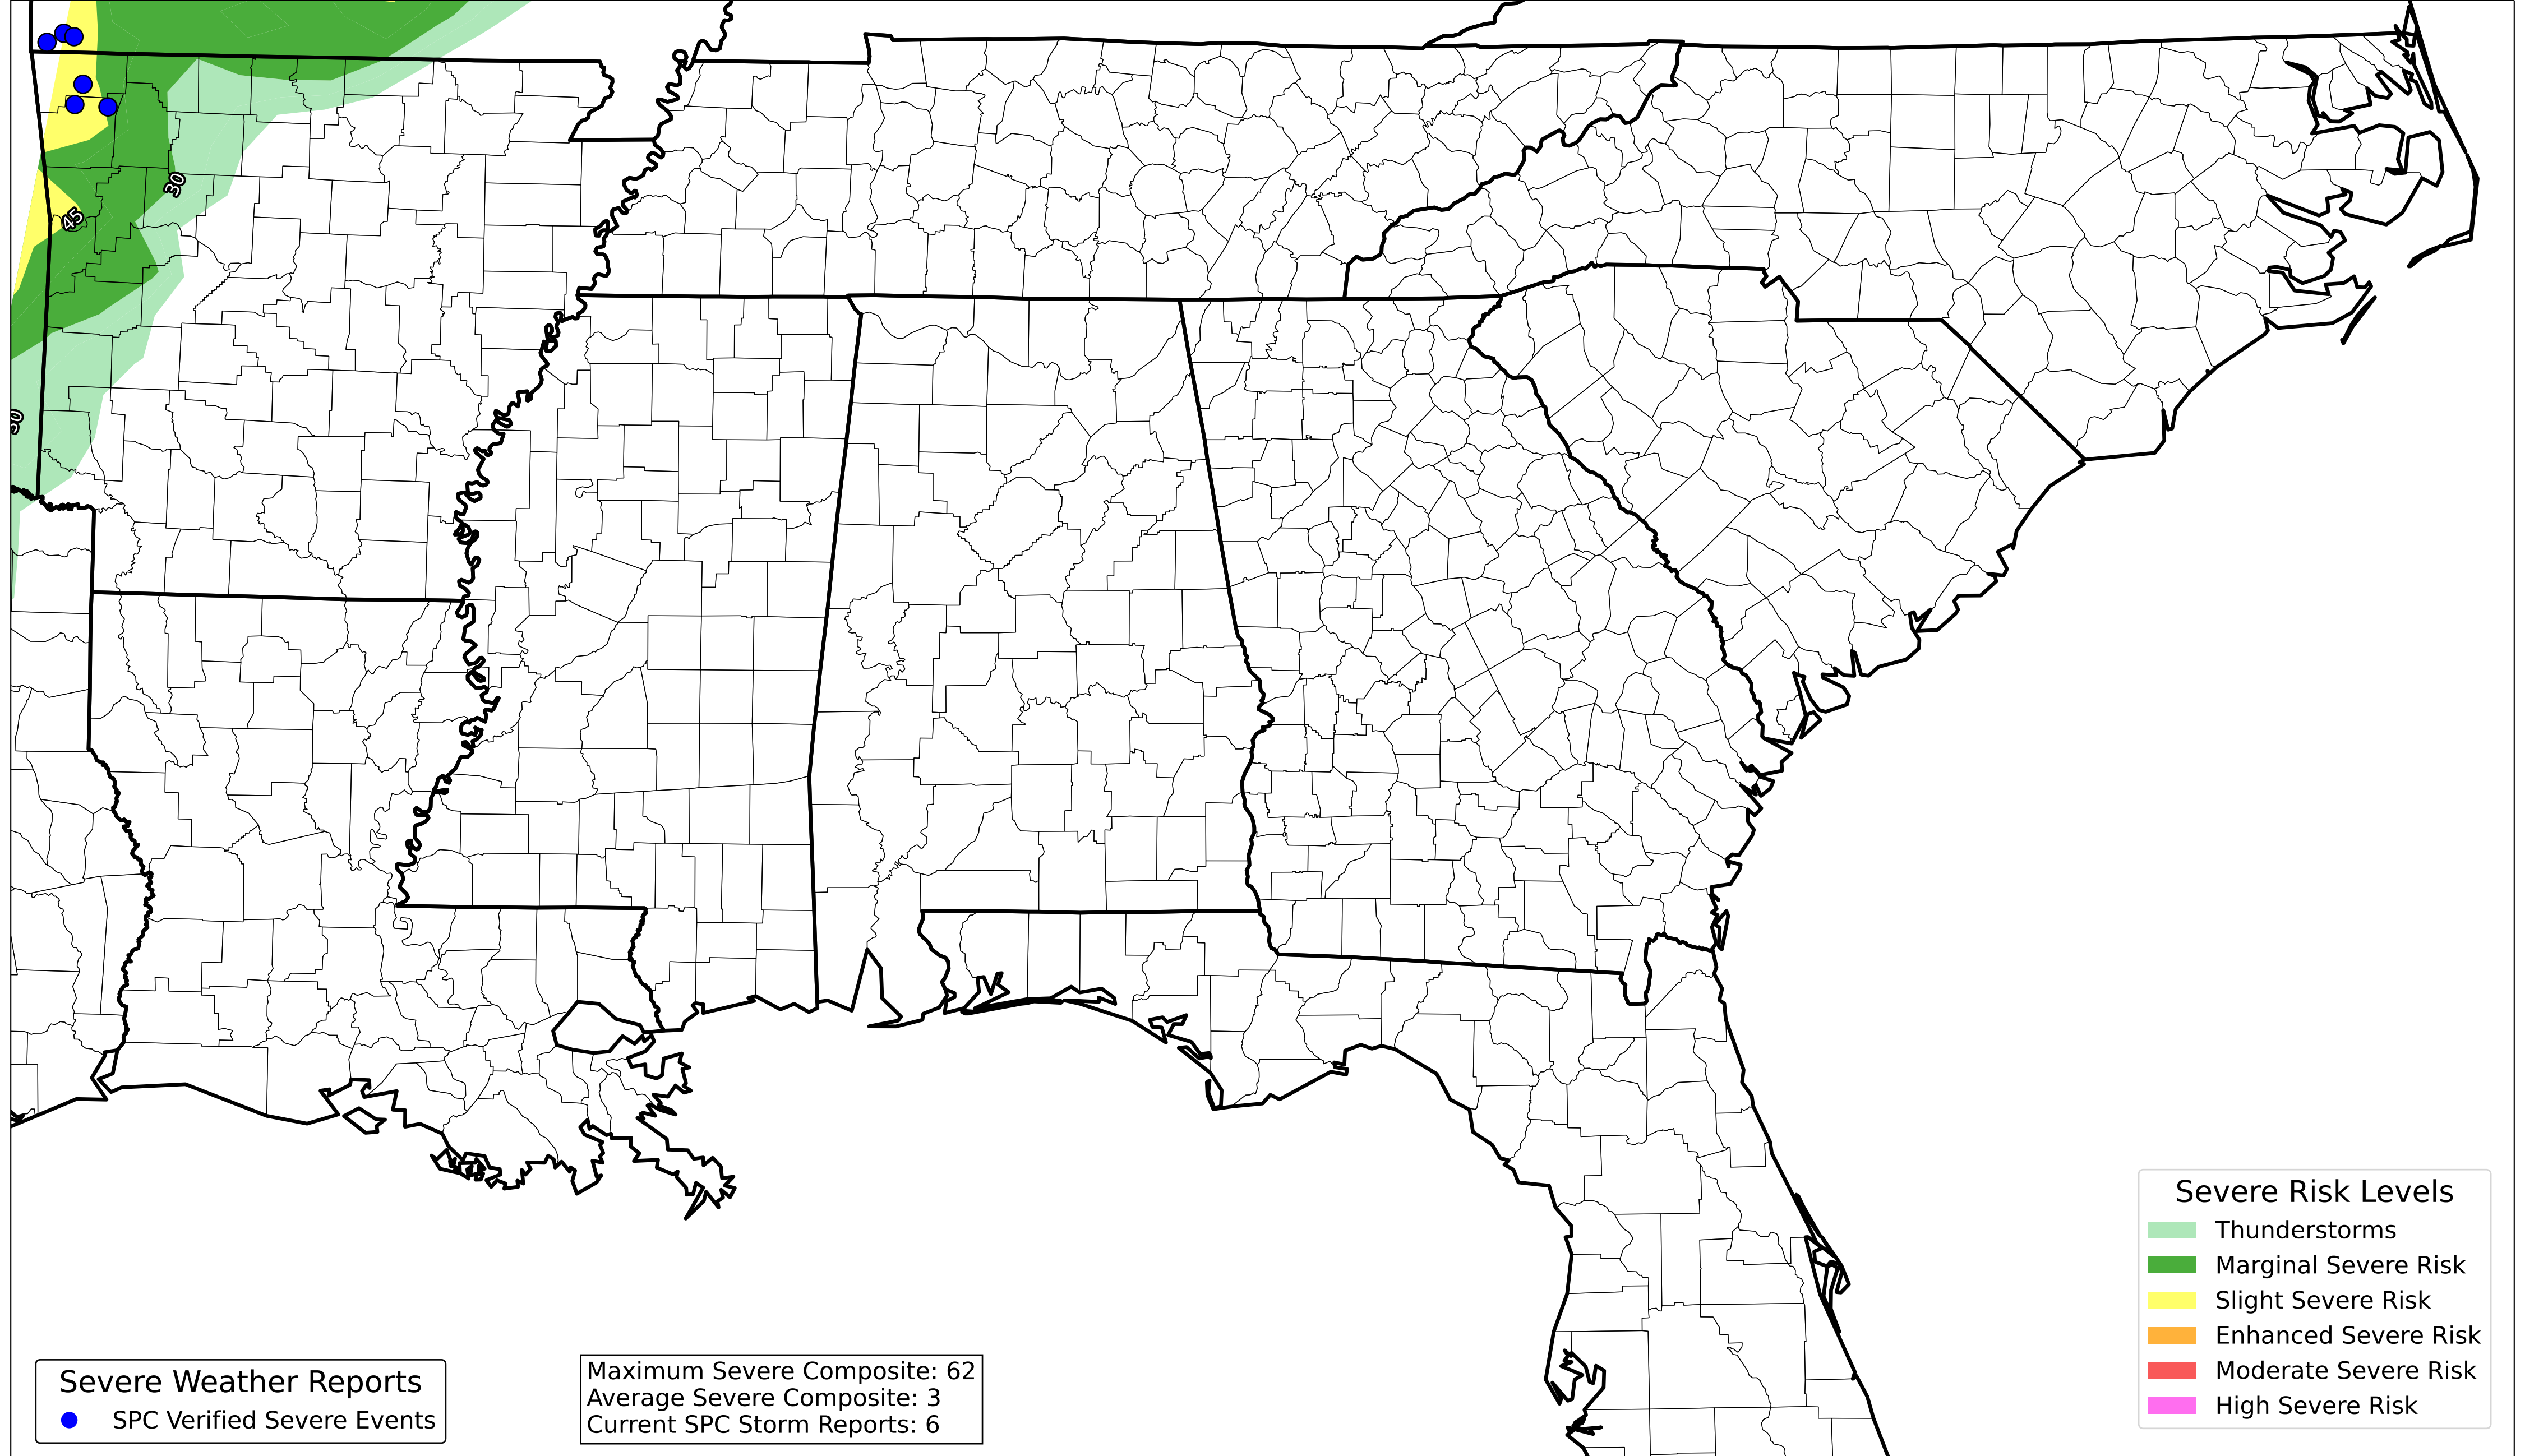 30
45
30
Severe Risk Levels
Thunderstorms
Marginal Severe Risk
Slight Severe Risk
Enhanced Severe Risk
Moderate Severe Risk
High Severe Risk
Severe Weather Reports
SPC Verified Severe Events
Maximum Severe Composite: 62
Average Severe Composite: 3
Current SPC Storm Reports: 6